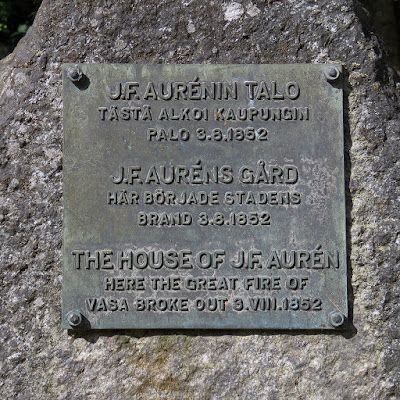 J.F. AURÉNIN TALO
TÄSTÄ ALKOI KAUPUNGIN
PALO 3.8.1852
J.F. AURÉNS GÅRD
HÄR BÖRJADE STADENS
BRAND 3.8.1852
THE HOUSE OF J.F. AURÉN
HERE THE GREAT FIRE OF
VASA BROKE OUT 3.VIII.1852